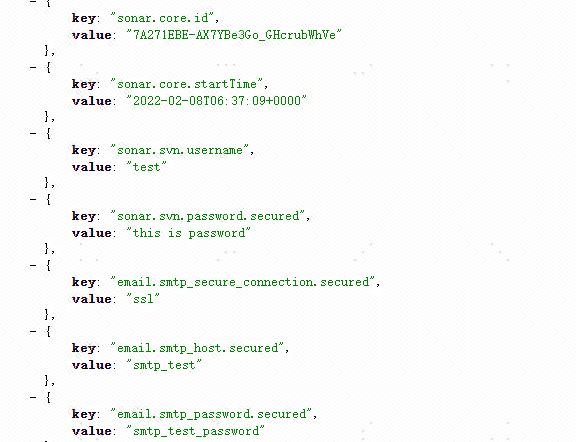 - {
key: "sonar.core.id",
value: "7A271EBE-AX7YBe3Go_GHcrubWhVe"
},
- {
key: "sonar.core.startTime",
value: "2022-02-08T06:37:09+0000"
},
- {
key: "sonar.svn.username",
value: "test"
},
- {
key: "sonar.svn.password.secured",
value: "this is password"
},
- {
key: "email.smtp_secure_connection.secured",
value: "ssl"
},
- {
key: "email.smtp_host.secured",
value: "smtp_test"
},
- {
key: "email.smtp_password.secured",
value: "smtp_test_password"
},